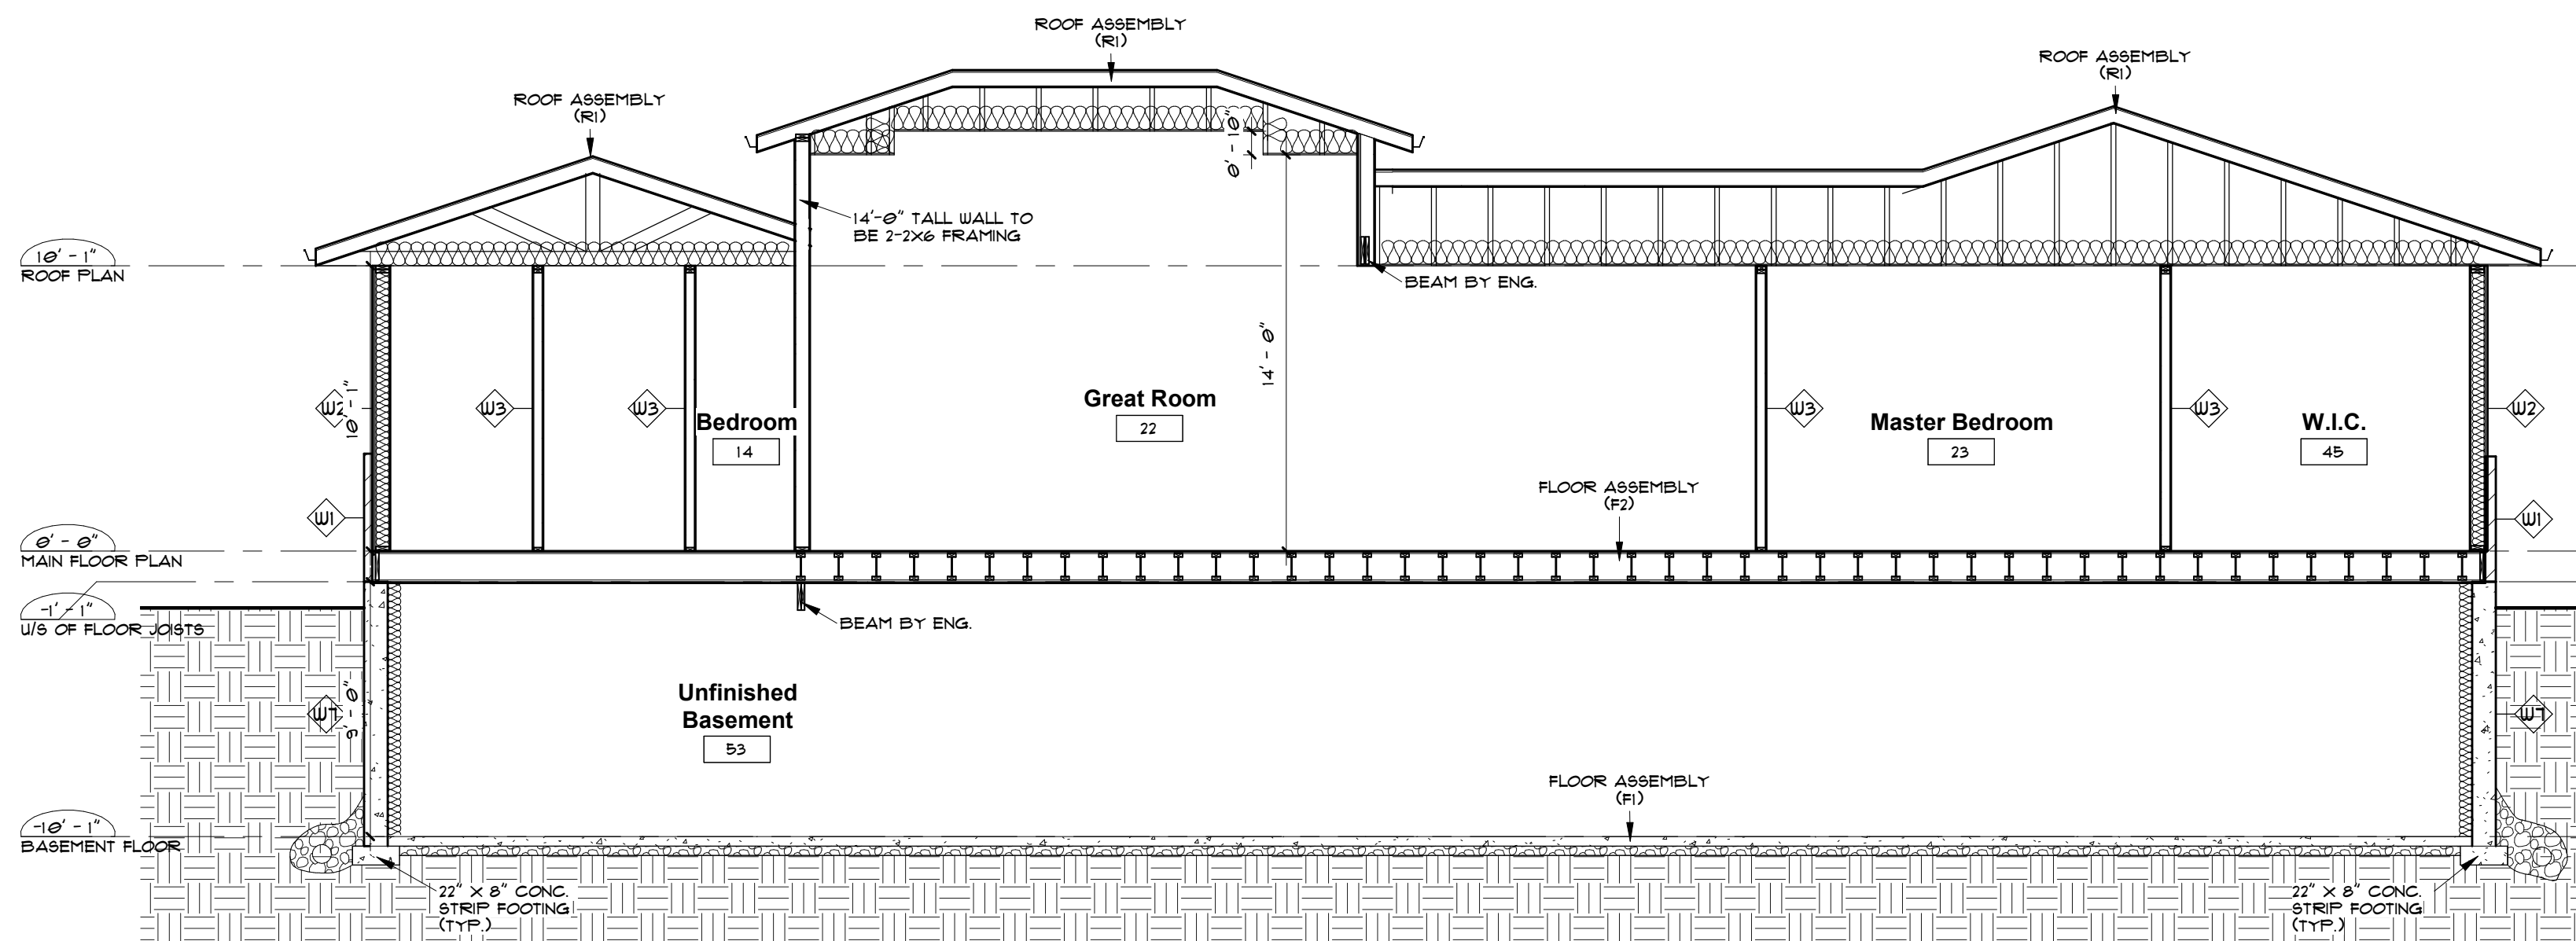 ROOF ASSEMBLY
(R1)
ROOF ASSEMBLY
(R1)
ROOF ASSEMBLY
(R1)
0' - 10"
14'-0" TALL WALL TO
BE 2-2X6 FRAMING
10' - 1"
ROOF PLAN
BEAM BY ENG.
14' - 0"
W2
10' - 1"
W3
W3
Bedroom
14
Great Room
22
W3
Master Bedroom
23
W3
W.I.C.
45
W2
FLOOR ASSEMBLY
(F2)
W1
W1
0' - 0"
MAIN FLOOR PLAN
-1' - 1"
U/S OF FLOOR JOISTS
BEAM BY ENG.
Unfinished
Basement
53
W7
9' - 0"
W7
FLOOR ASSEMBLY
(F1)
-10' - 1"
BASEMENT FLOOR
22" X 8" CONC.
STRIP FOOTING
(TYP.)
22" X 8" CONC.
STRIP FOOTING
(TYP.)